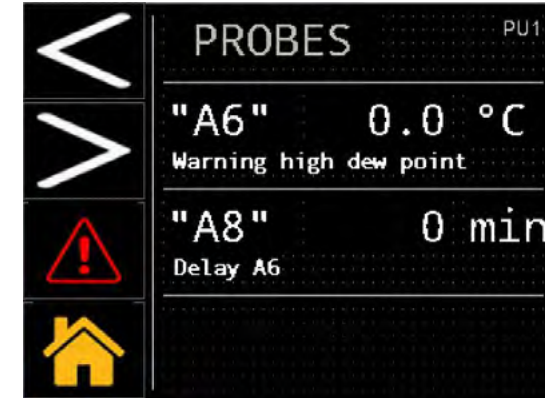 PROBES PU1
"A6" 0.0 °C
Warning high dew point
"A8" 0 min
Delay A6